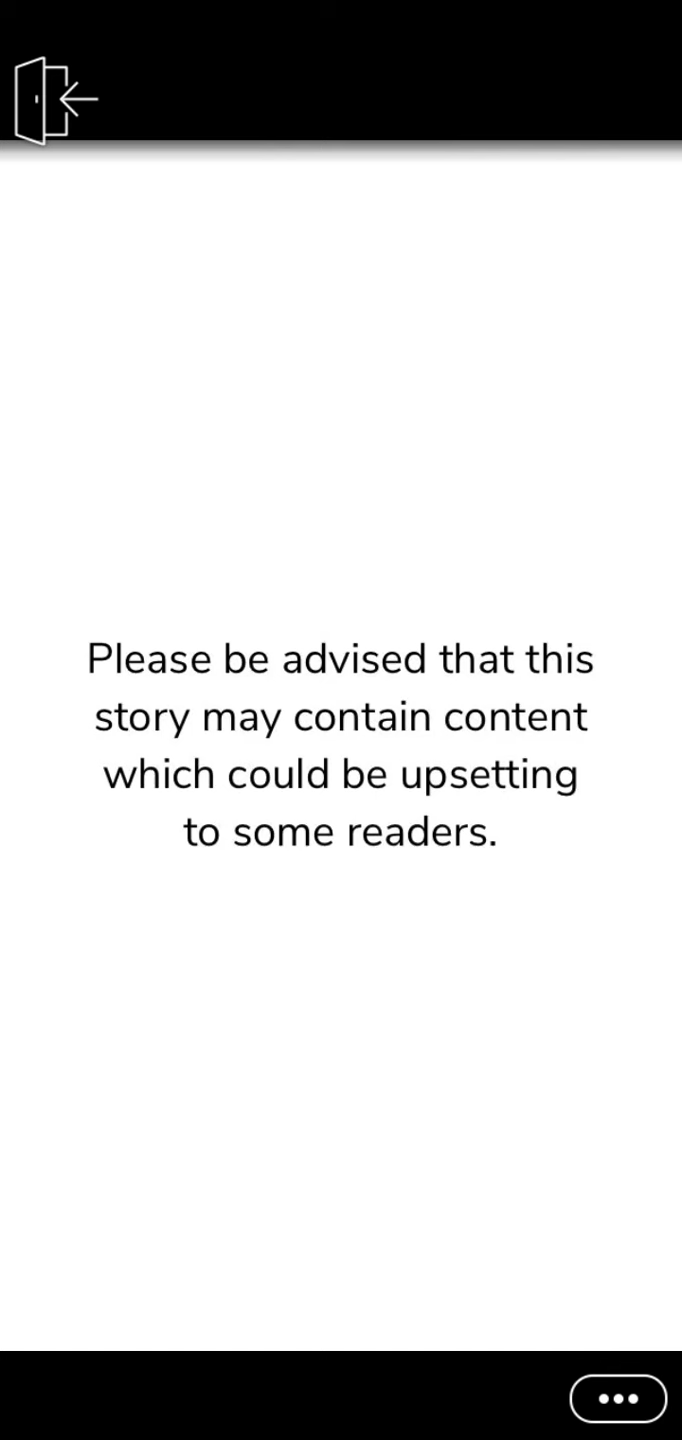 Please be advised that this
story may contain content
which could be upsetting
to some readers.